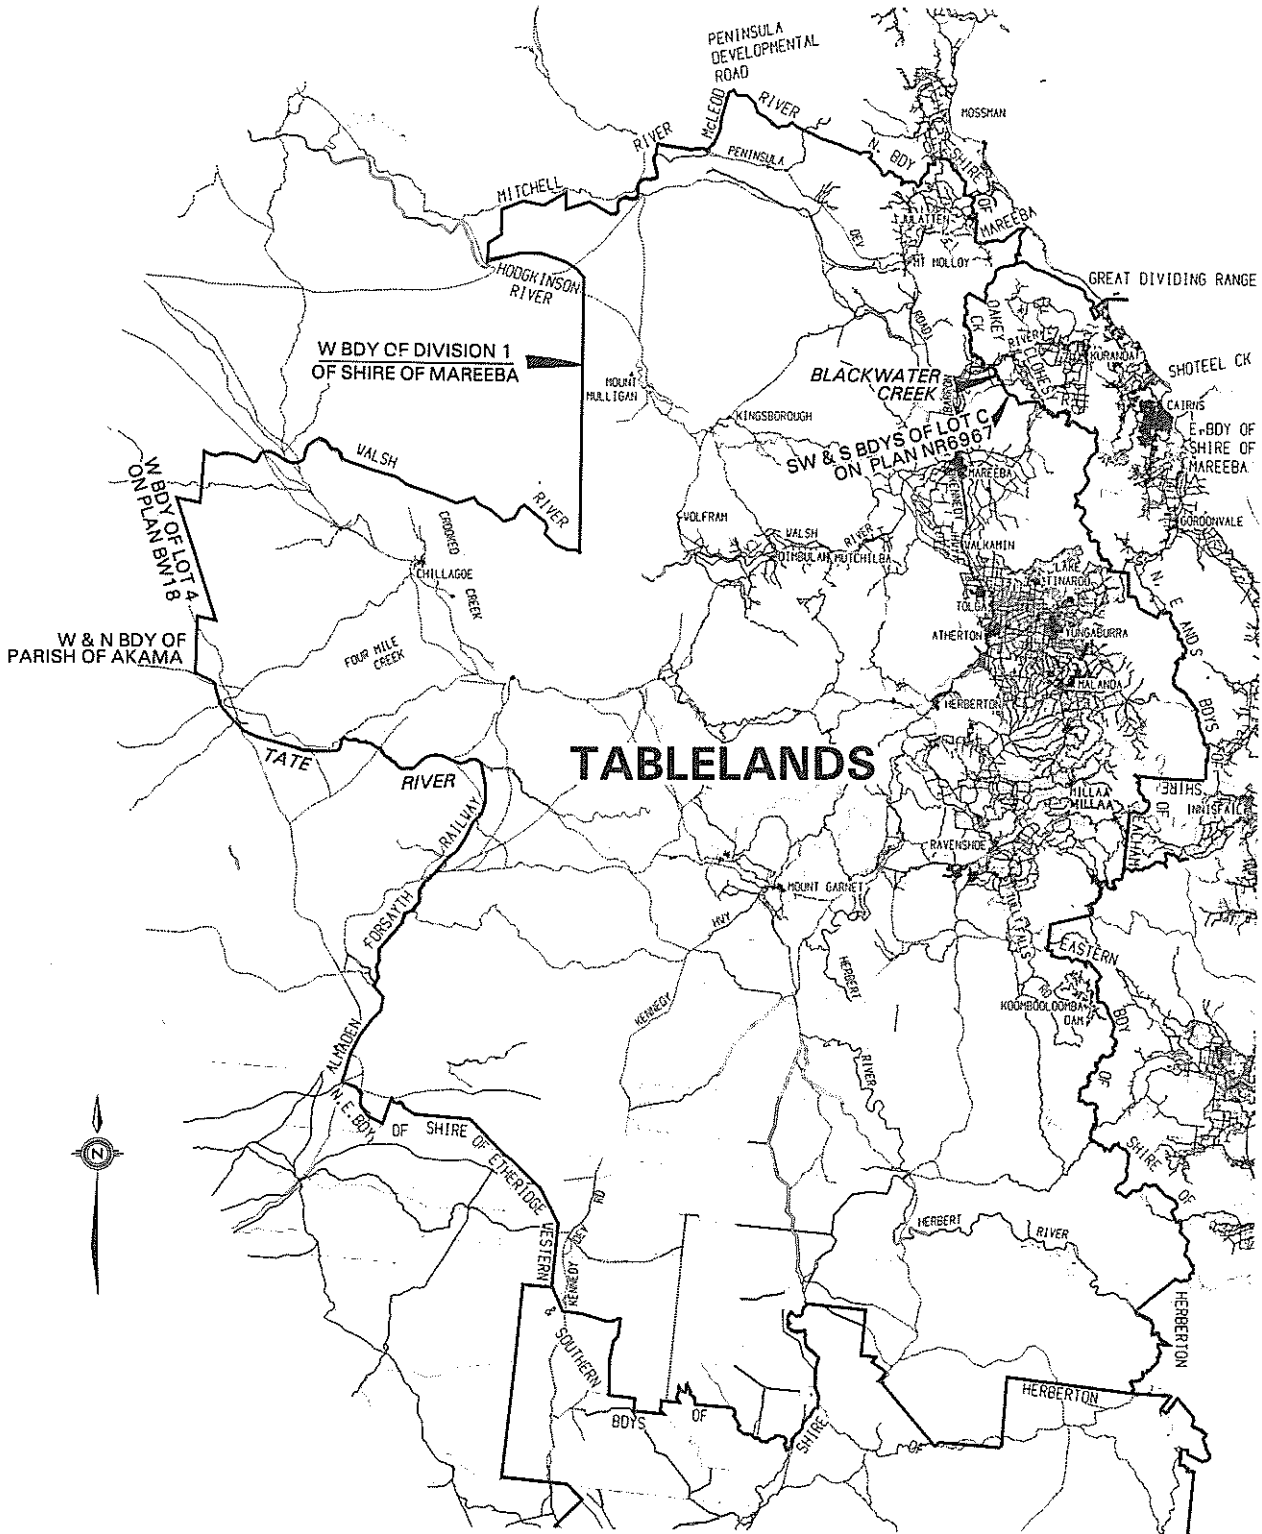 PENINSULA
DEVELOPMENTAL
ROAD
McLEOD
RIVER
RIVER
MOSSMAN
PENINSULA
N. BDY
OF SHIRE
OF
MAREEBA
MITCHELL
JULATTEN
DEV
MT MOLLOY
ROAD
HODGKINSON
RIVER
GREAT DIVIDING RANGE
OAKEY
CK
RIVER
CLOHESY
KURANDA
W BDY OF DIVISION 1
OF SHIRE OF MAREEBA
MOUNT
MULLIGAN
BLACKWATER
CREEK
SHOTEEL CK
CAIRNS
KINGSBOROUGH
SW & S BDYS OF LOT C
ON PLAN NR6967
E.BDY OF
SHIRE OF
MAREEBA
MAREEBA
KENNEDY
WALSH
RIVER
W BDY OF LOT 4
ON PLAN BW18
CROOKED
CREEK
CHILLAGOE
WOLFRAM
WALSH
RIVER
DIMBULAH
MUTCHILBA
GORDONVALE
WALKAMIN
LAKE
TINAROO
TOLGA
ATHERTON
YUNGABURRA
N. E AND S
BDYS
OF
SHIRE
OF
EACHAM
W & N BDY OF
PARISH OF AKAMA
FOUR MILE
CREEK
MALANDA
HERBERTON
TATE
RIVER
TABLELANDS
MILLAA
MILLAA
INNISFAIL
RAILWAY
RAVENSHOE
MOUNT GARNET
FORSAYTH
HWY
TULLY FALLS
RD
EASTERN
HERBERT
KENNEDY
KOOMBOOLOOMBA
DAM
BDY
OF
ALMADEN
RIVER
N. E. BDY
OF SHIRE OF ETHERIDGE
SHIRE
OF
N
WESTERN
KENNEDY DEV RD
HERBERT
RIVER
HERBERTON
&
SOUTHERN
BDYS
OF
SHIRE
OF
HERBERTON